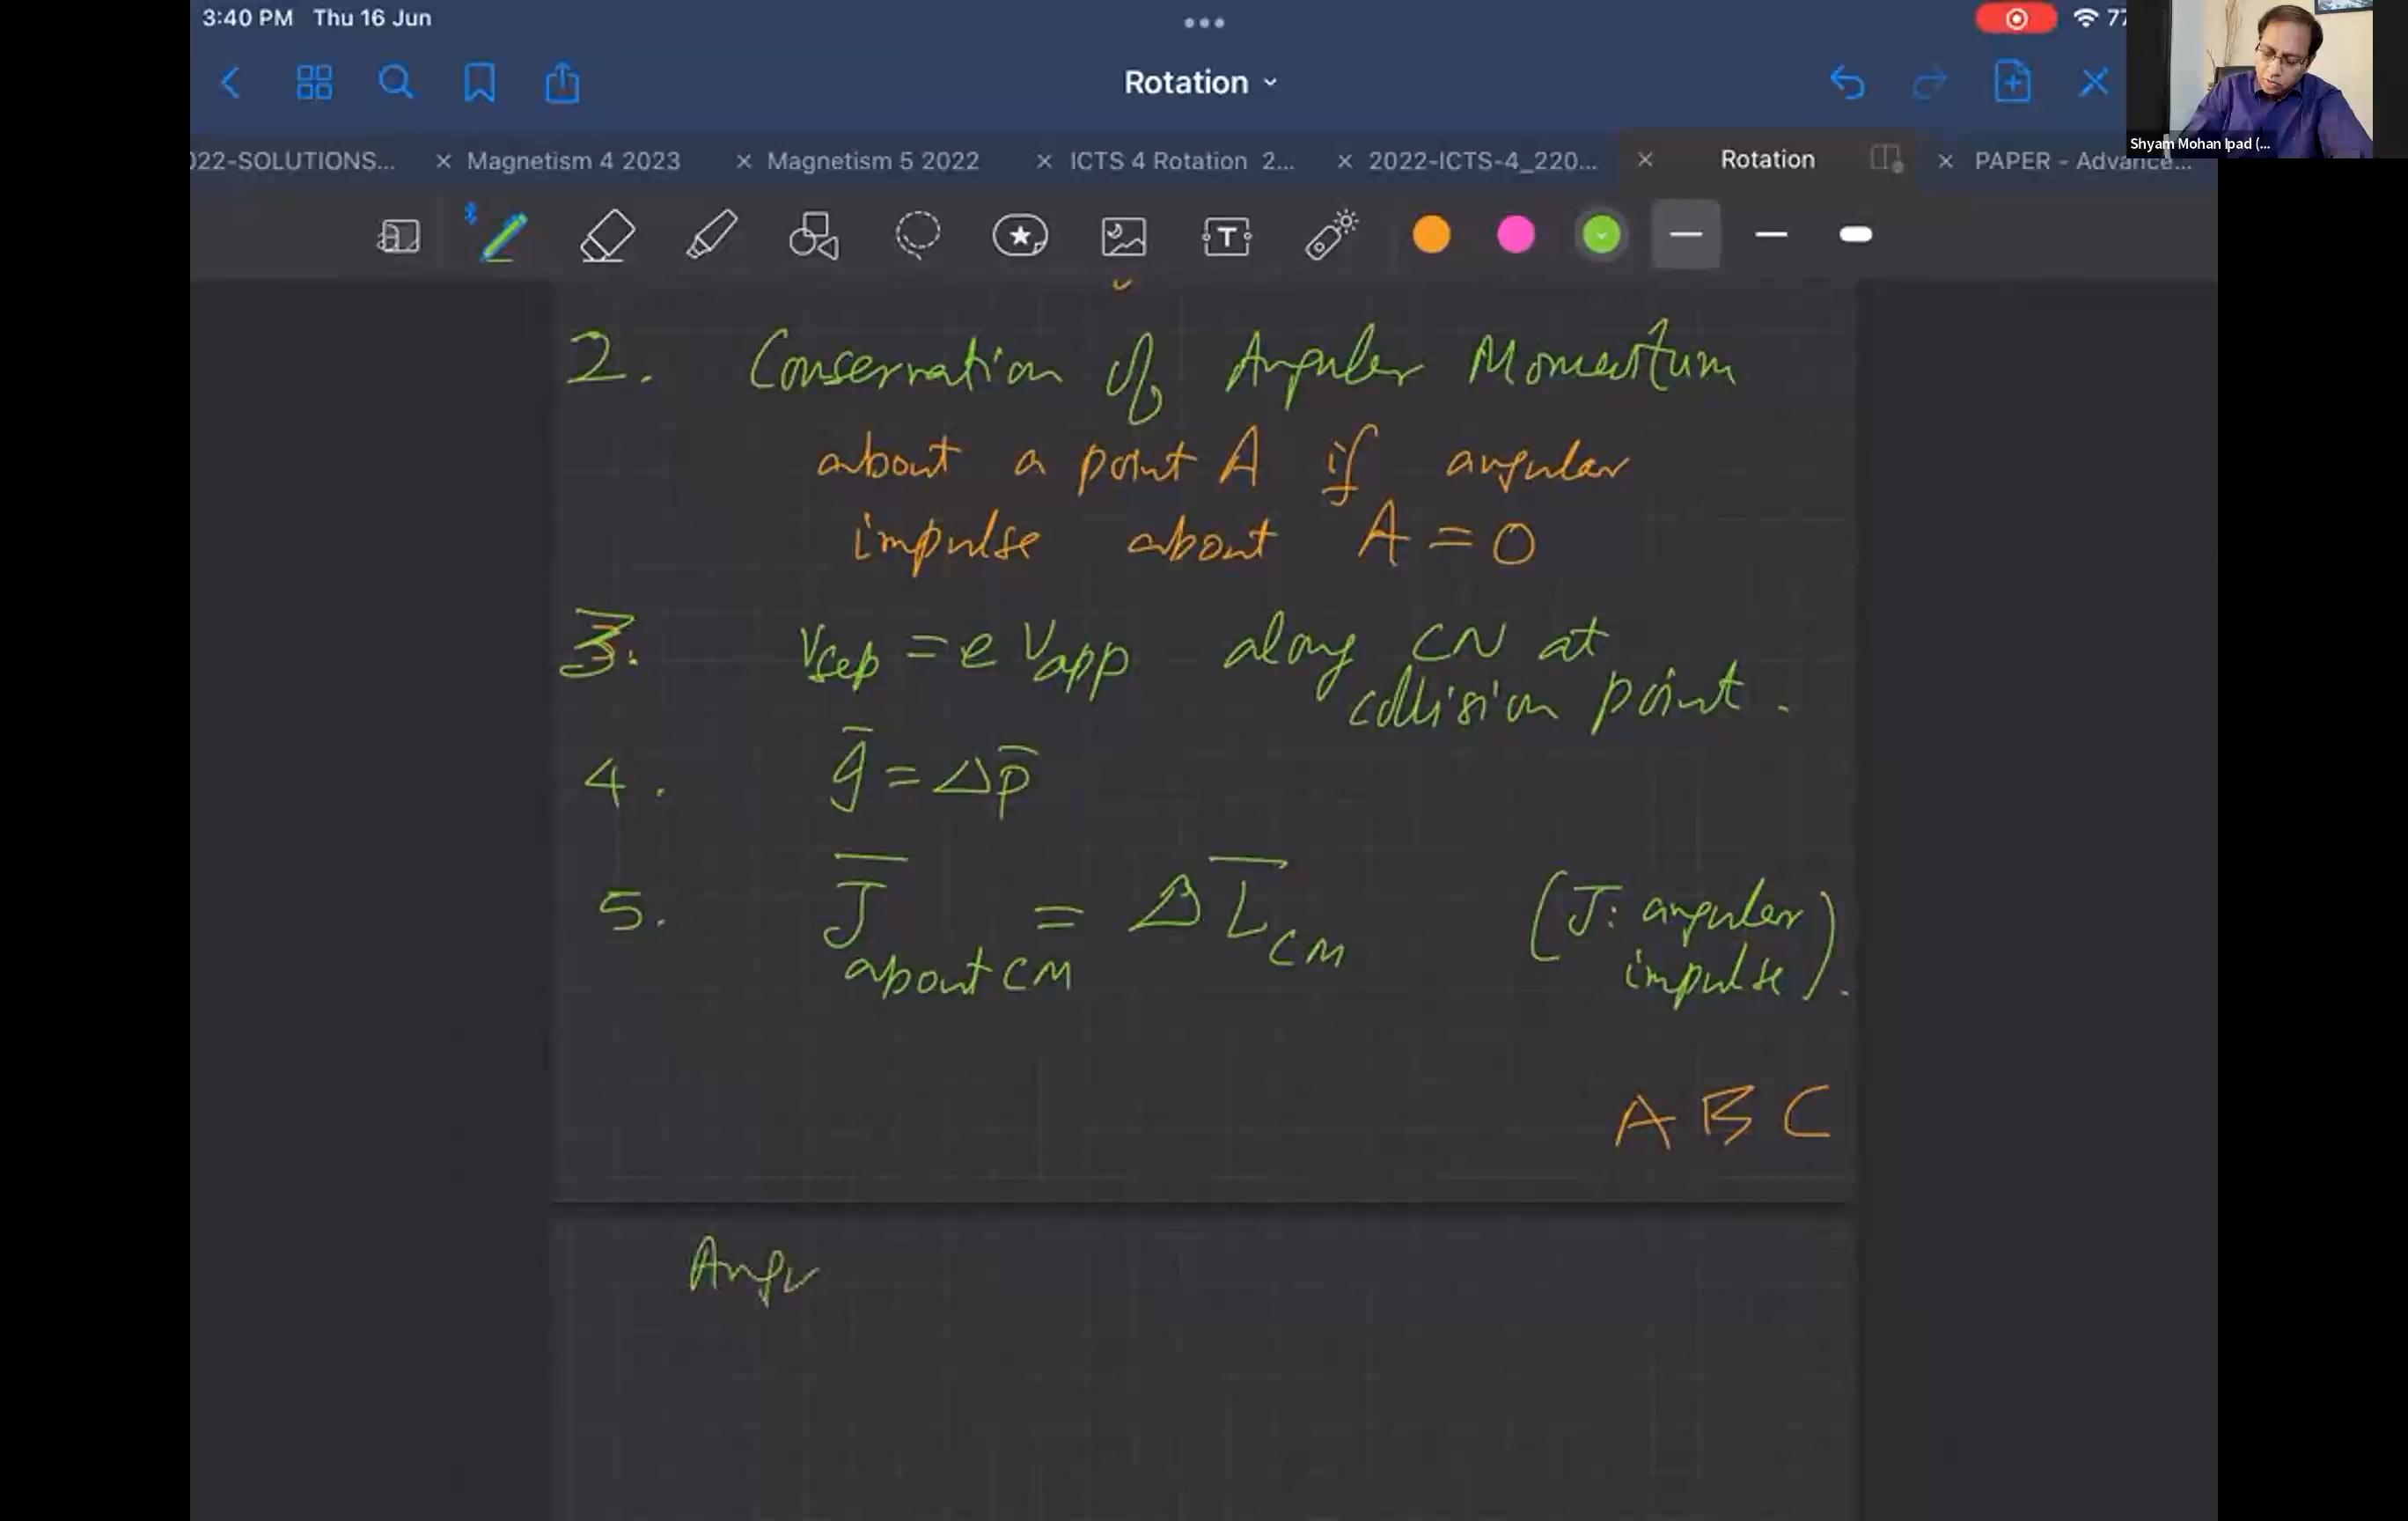 3:40 PM Thu 16 Jun
77
Rotation
Shyam Mohan Ipad (...
022-SOLUTIONS... Magnetism 4 2023 Magnetism 5 2022 ICTS 4 Rotation 2... 2022-ICTS-4_220... Rotation PAPER - Advance...
2. Conservation of Angular Momentum
about a point A if angular
impulse about A = 0
3. Vsep = e Vapp along CN at
collision point.
4. g̅ = Δp̅
5. J̅ about CM = ΔL̅ CM (J: angular
impulse).
A B C
Angu